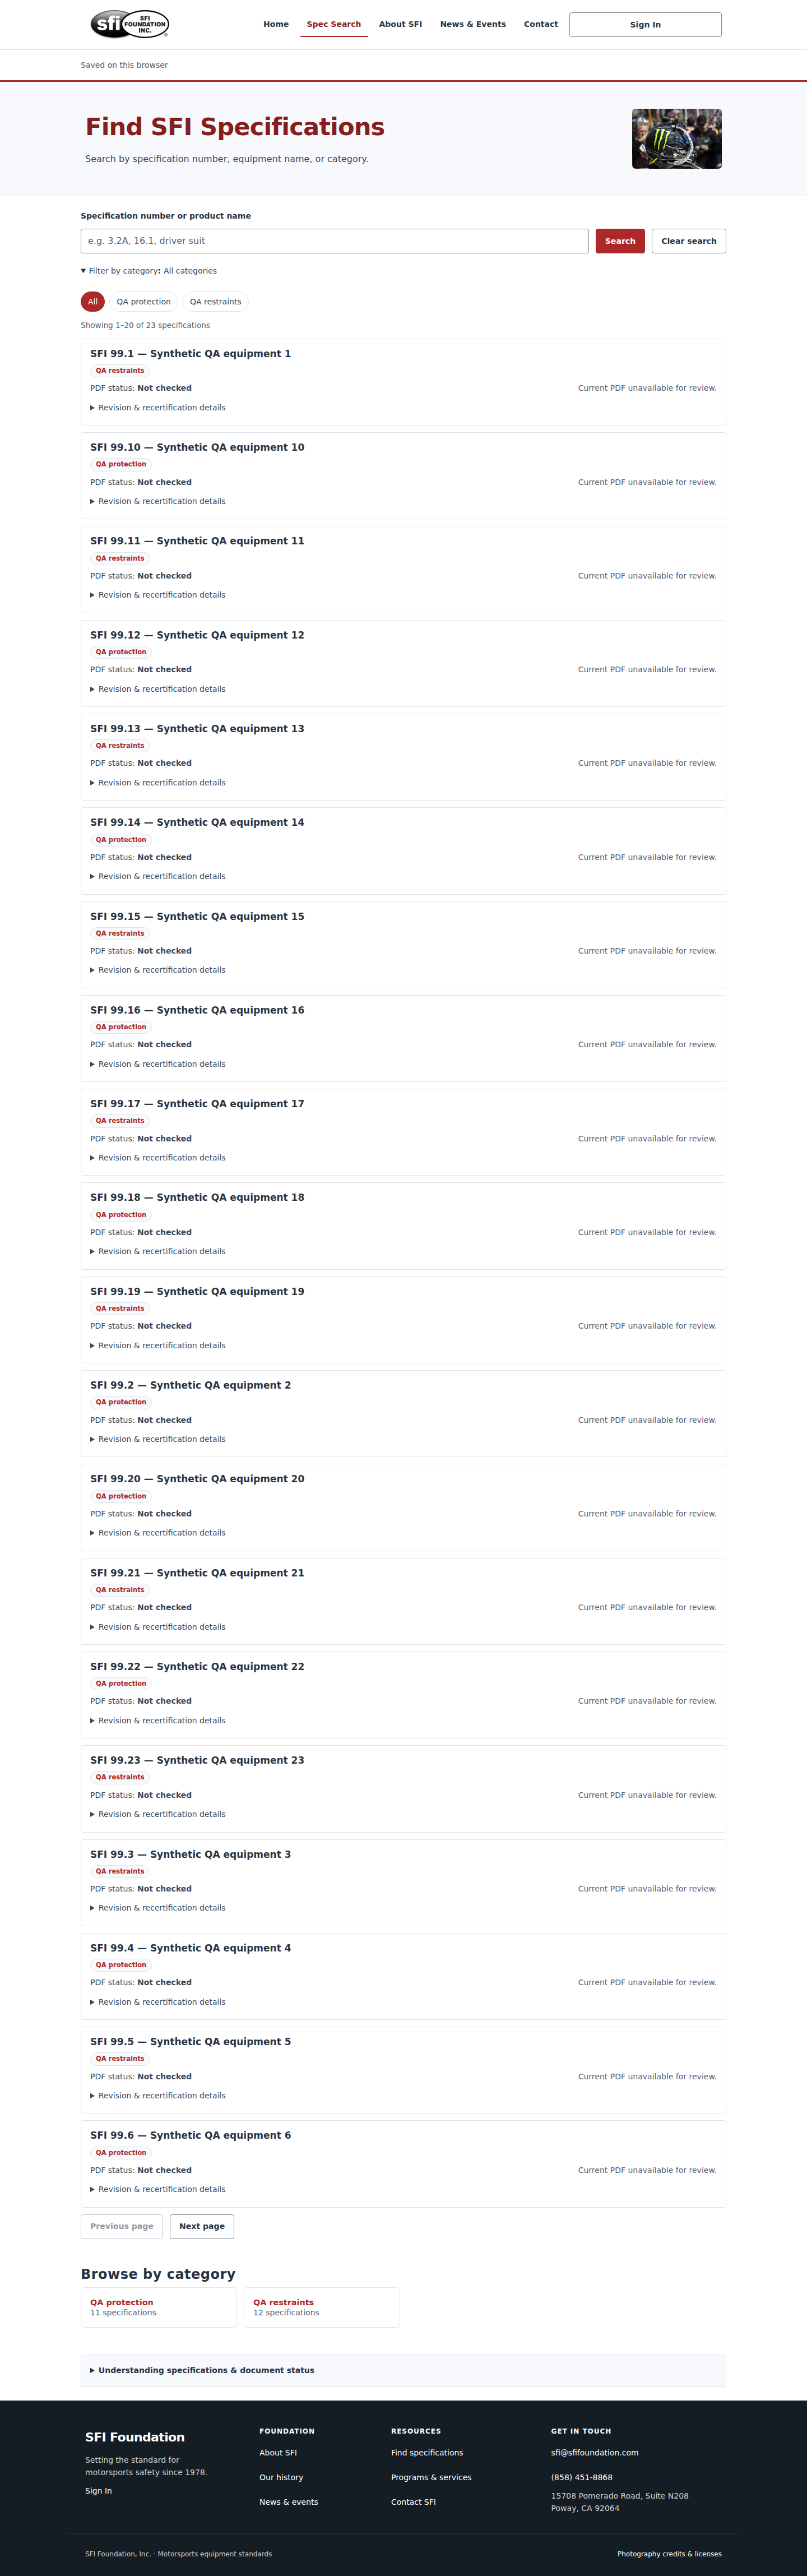 sfi SFI FOUNDATION INC.
Home Spec Search About SFI News & Events Contact Sign In
Saved on this browser
Find SFI Specifications
Search by specification number, equipment name, or category.
Specification number or product name
e.g. 3.2A, 16.1, driver suit Search Clear search
▼ Filter by category: All categories
All QA protection QA restraints
Showing 1–20 of 23 specifications
SFI 99.1 — Synthetic QA equipment 1
QA restraints
PDF status: Not checked Current PDF unavailable for review.
▶ Revision & recertification details
SFI 99.10 — Synthetic QA equipment 10
QA protection
PDF status: Not checked Current PDF unavailable for review.
▶ Revision & recertification details
SFI 99.11 — Synthetic QA equipment 11
QA restraints
PDF status: Not checked Current PDF unavailable for review.
▶ Revision & recertification details
SFI 99.12 — Synthetic QA equipment 12
QA protection
PDF status: Not checked Current PDF unavailable for review.
▶ Revision & recertification details
SFI 99.13 — Synthetic QA equipment 13
QA restraints
PDF status: Not checked Current PDF unavailable for review.
▶ Revision & recertification details
SFI 99.14 — Synthetic QA equipment 14
QA protection
PDF status: Not checked Current PDF unavailable for review.
▶ Revision & recertification details
SFI 99.15 — Synthetic QA equipment 15
QA restraints
PDF status: Not checked Current PDF unavailable for review.
▶ Revision & recertification details
SFI 99.16 — Synthetic QA equipment 16
QA protection
PDF status: Not checked Current PDF unavailable for review.
▶ Revision & recertification details
SFI 99.17 — Synthetic QA equipment 17
QA restraints
PDF status: Not checked Current PDF unavailable for review.
▶ Revision & recertification details
SFI 99.18 — Synthetic QA equipment 18
QA protection
PDF status: Not checked Current PDF unavailable for review.
▶ Revision & recertification details
SFI 99.19 — Synthetic QA equipment 19
QA restraints
PDF status: Not checked Current PDF unavailable for review.
▶ Revision & recertification details
SFI 99.2 — Synthetic QA equipment 2
QA protection
PDF status: Not checked Current PDF unavailable for review.
▶ Revision & recertification details
SFI 99.20 — Synthetic QA equipment 20
QA protection
PDF status: Not checked Current PDF unavailable for review.
▶ Revision & recertification details
SFI 99.21 — Synthetic QA equipment 21
QA restraints
PDF status: Not checked Current PDF unavailable for review.
▶ Revision & recertification details
SFI 99.22 — Synthetic QA equipment 22
QA protection
PDF status: Not checked Current PDF unavailable for review.
▶ Revision & recertification details
SFI 99.23 — Synthetic QA equipment 23
QA restraints
PDF status: Not checked Current PDF unavailable for review.
▶ Revision & recertification details
SFI 99.3 — Synthetic QA equipment 3
QA restraints
PDF status: Not checked Current PDF unavailable for review.
▶ Revision & recertification details
SFI 99.4 — Synthetic QA equipment 4
QA protection
PDF status: Not checked Current PDF unavailable for review.
▶ Revision & recertification details
SFI 99.5 — Synthetic QA equipment 5
QA restraints
PDF status: Not checked Current PDF unavailable for review.
▶ Revision & recertification details
SFI 99.6 — Synthetic QA equipment 6
QA protection
PDF status: Not checked Current PDF unavailable for review.
▶ Revision & recertification details
Previous page Next page
Browse by category
QA protection QA restraints
11 specifications 12 specifications
▶ Understanding specifications & document status
SFI Foundation
Setting the standard for
motorsports safety since 1978.
Sign In
FOUNDATION
About SFI
Our history
News & events
RESOURCES
Find specifications
Programs & services
Contact SFI
GET IN TOUCH
sfi@sfifoundation.com
(858) 451-8868
15708 Pomerado Road, Suite N208
Poway, CA 92064
SFI Foundation, Inc. · Motorsports equipment standards Photography credits & licenses